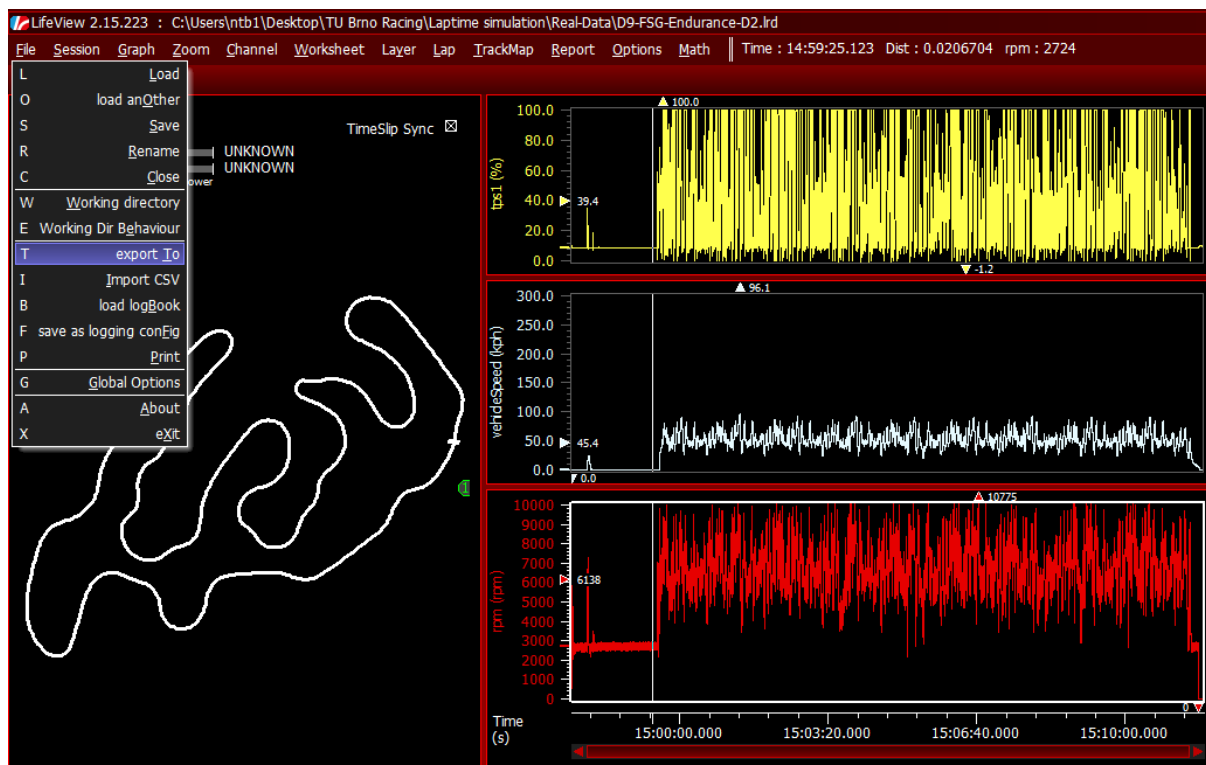 LifeView 2.15.223 : C:\Users\ntb1\Desktop\TU Brno Racing\Laptime simulation\Real-Data\D9-FSG-Endurance-D2.lrd
File Session Graph Zoom Channel Worksheet Layer Lap TrackMap Report Options Math Time : 14:59:25.123 Dist : 0.0206704 rpm : 2724
L Load
O load anOther
S Save
R Rename
C Close
W Working directory
E Working Dir Behaviour
T export To
I Import CSV
B load logBook
F save as logging conFig
P Print
G Global Options
A About
X eXit
TimeSlip Sync
UNKNOWN
UNKNOWN
ower
1
tps1 (%)
100.0
80.0
60.0
40.0
20.0
0.0
100.0
39.4
-1.2
vehicleSpeed (kph)
300.0
250.0
200.0
150.0
100.0
50.0
0.0
96.1
45.4
0.0
rpm (rpm)
10000
9000
8000
7000
6000
5000
4000
3000
2000
1000
0
10775
6138
0
Time
(s)
15:00:00.000 15:03:20.000 15:06:40.000 15:10:00.000